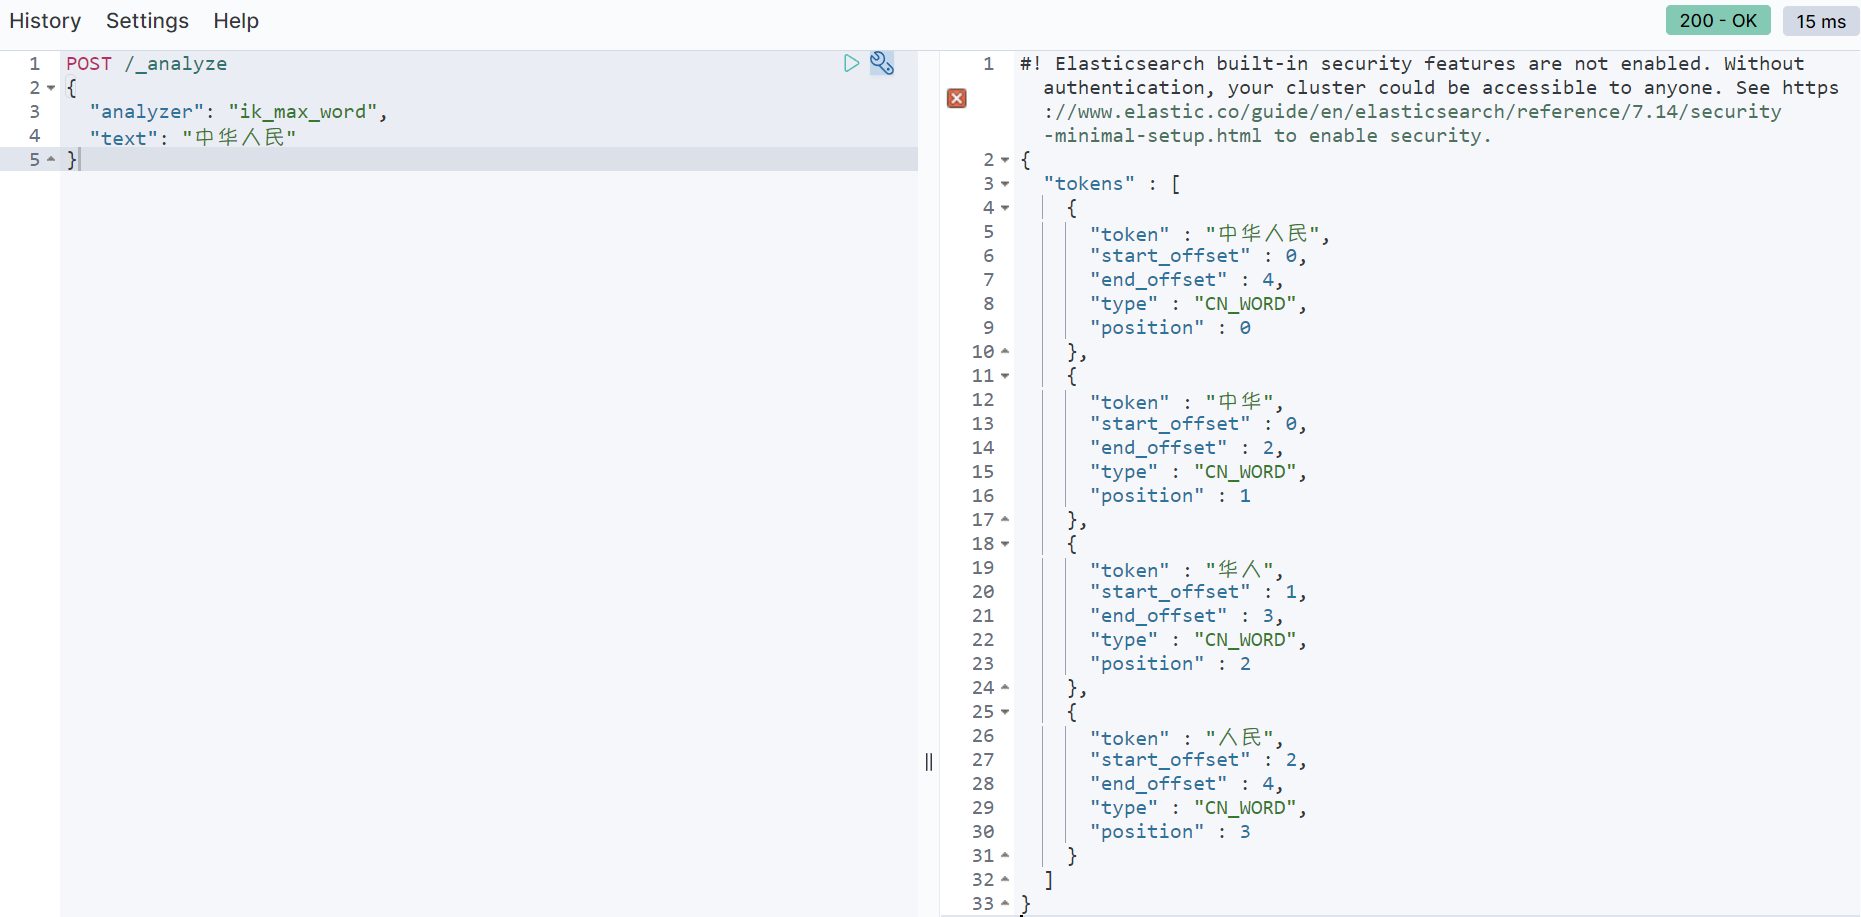 History Settings Help 200 - OK 15 ms
1 POST /_analyze
2 {
3 "analyzer": "ik_max_word",
4 "text": "中华人民"
5 }
1 #! Elasticsearch built-in security features are not enabled. Without
authentication, your cluster could be accessible to anyone. See https
://www.elastic.co/guide/en/elasticsearch/reference/7.14/security
-minimal-setup.html to enable security.
2 {
3 "tokens" : [
4 {
5 "token" : "中华人民",
6 "start_offset" : 0,
7 "end_offset" : 4,
8 "type" : "CN_WORD",
9 "position" : 0
10 },
11 {
12 "token" : "中华",
13 "start_offset" : 0,
14 "end_offset" : 2,
15 "type" : "CN_WORD",
16 "position" : 1
17 },
18 {
19 "token" : "华人",
20 "start_offset" : 1,
21 "end_offset" : 3,
22 "type" : "CN_WORD",
23 "position" : 2
24 },
25 {
26 "token" : "人民",
27 "start_offset" : 2,
28 "end_offset" : 4,
29 "type" : "CN_WORD",
30 "position" : 3
31 }
32 ]
33 }